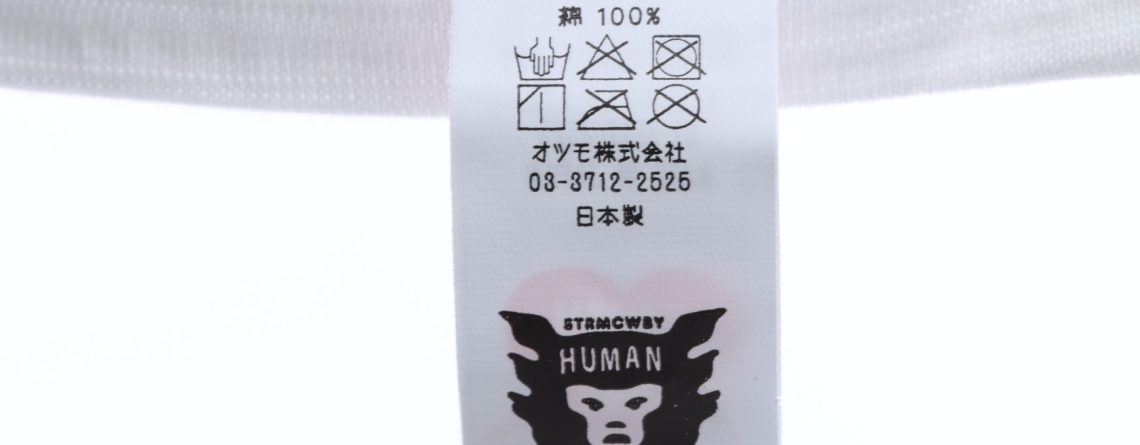 綿 100%
オツモ株式会社
03-3712-2525
日本製
STRMCWBY
HUMAN